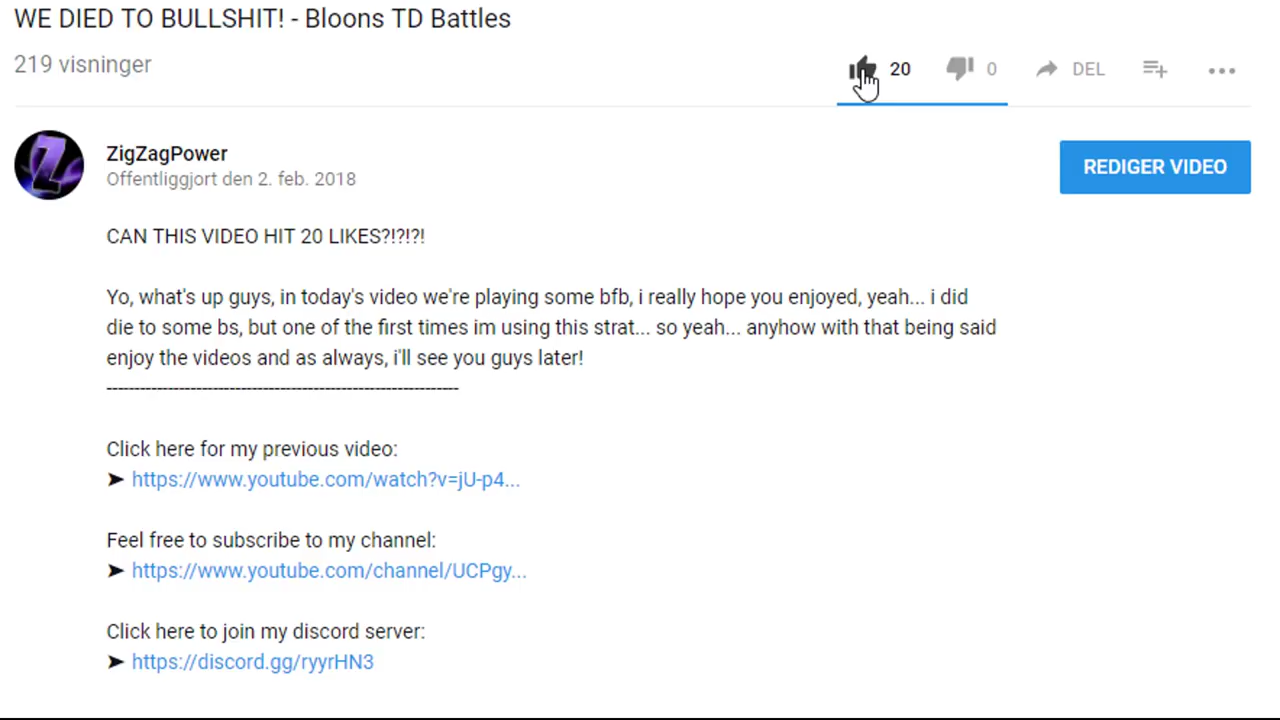 WE DIED TO BULLSHIT! - Bloons TD Battles
219 visninger
20 0 DEL
ZigZagPower
Offentliggjort den 2. feb. 2018
REDIGER VIDEO
CAN THIS VIDEO HIT 20 LIKES?!?!?!
Yo, what's up guys, in today's video we're playing some bfb, i really hope you enjoyed, yeah... i did
die to some bs, but one of the first times im using this strat... so yeah... anyhow with that being said
enjoy the videos and as always, i'll see you guys later!
----------------------------------------------------------------
Click here for my previous video:
➤ https://www.youtube.com/watch?v=jU-p4...
Feel free to subscribe to my channel:
➤ https://www.youtube.com/channel/UCPgy...
Click here to join my discord server:
➤ https://discord.gg/ryyrHN3